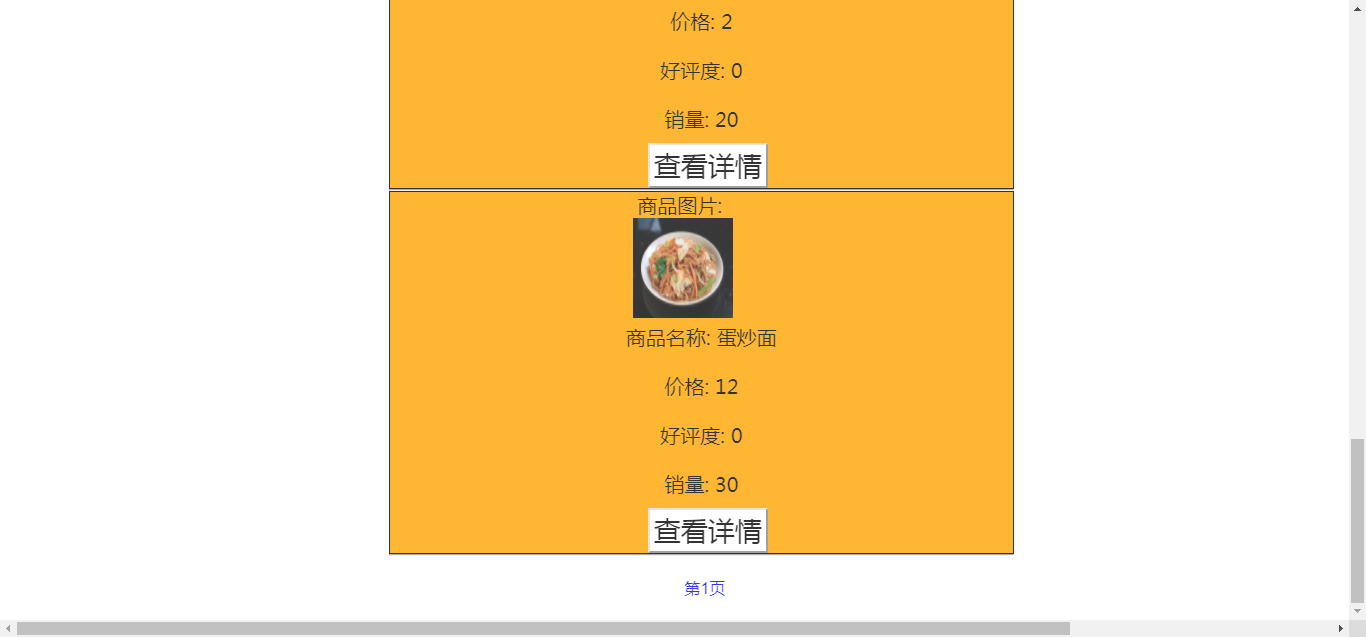 价格: 2
好评度: 0
销量: 20
查看详情
商品图片:
商品名称: 蛋炒面
价格: 12
好评度: 0
销量: 30
查看详情
第1页